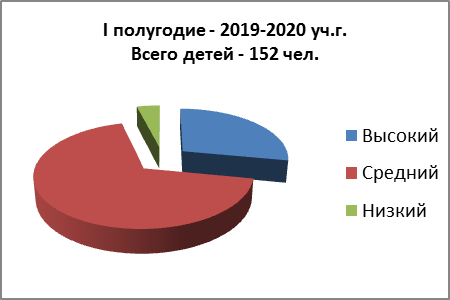 I полугодие - 2019-2020 уч.г.
Всего детей - 152 чел.
Высокий
Средний
Низкий